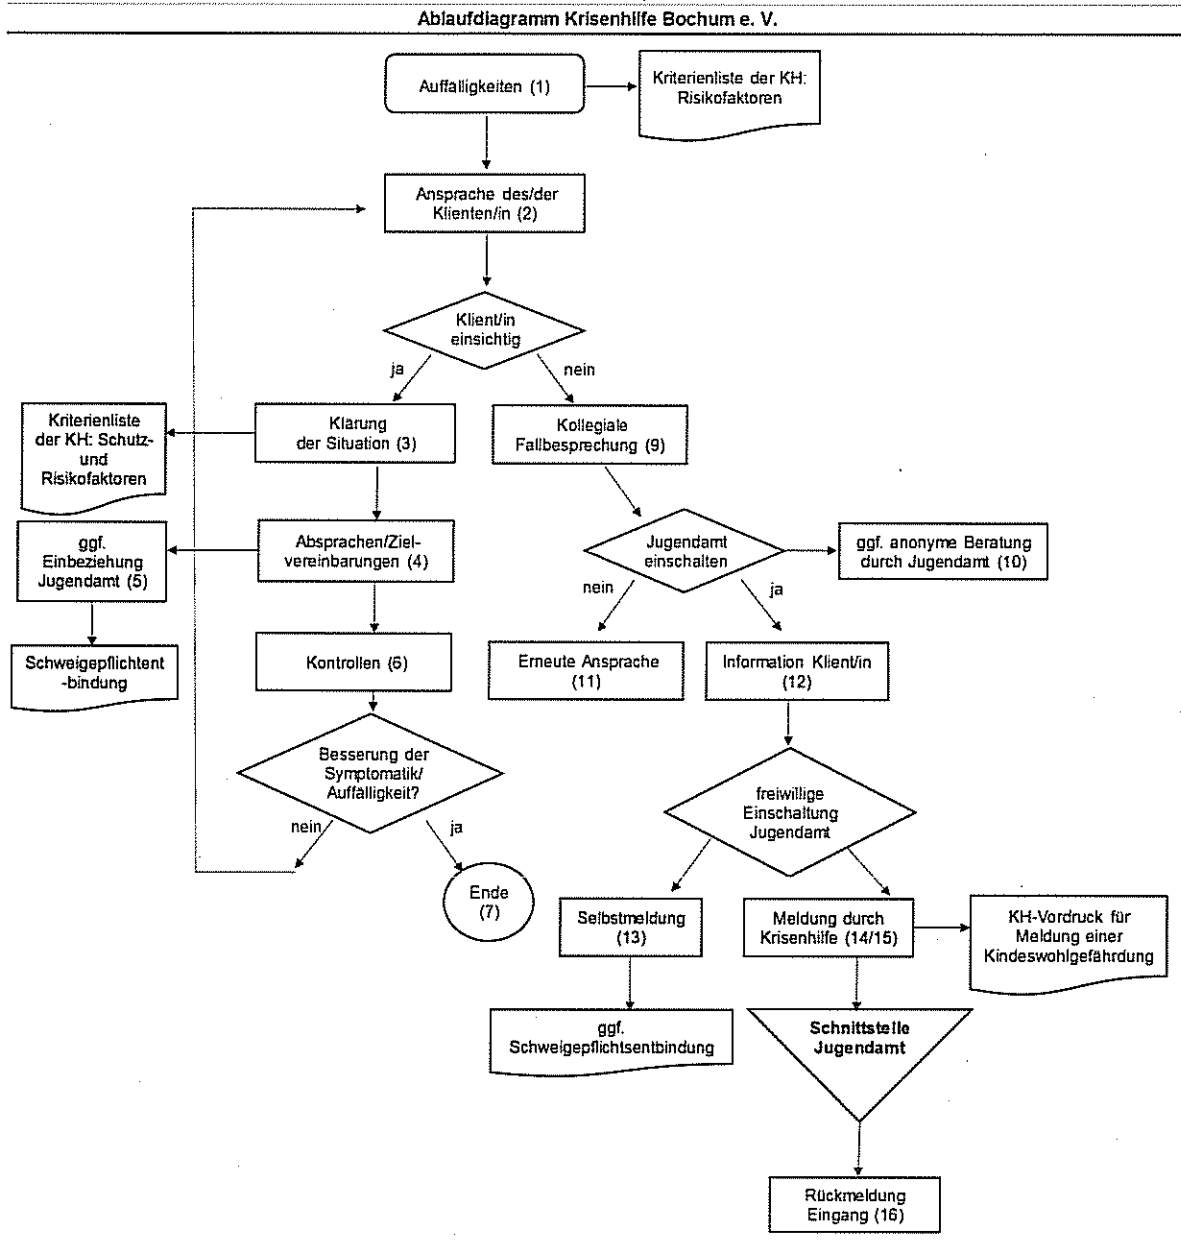 Ablaufdiagramm Krisenhilfe Bochum e. V.
Auffälligkeiten (1)
Kriterienliste der KH:
Risikofaktoren
Ansprache des/der
Klienten/in (2)
Klient/in
einsichtig
ja
nein
Kriterienliste
der KH: Schutz-
und
Risikofaktoren
Klärung
der Situation (3)
Kollegiale
Fallbesprechung (9)
ggf.
Einbeziehung
Jugendamt (5)
Absprachen/Ziel-
vereinbarungen (4)
Jugendamt
einschalten
ggf. anonyme Beratung
durch Jugendamt (10)
nein
ja
Schweigepflichtent
-bindung
Kontrollen (6)
Erneute Ansprache
(11)
Information Klient/in
(12)
Besserung der
Symptomatik/
Auffälligkeit?
nein
ja
freiwillige
Einschaltung
Jugendamt
Ende
(7)
Selbstmeldung
(13)
Meldung durch
Krisenhilfe (14/15)
KH-Vordruck für
Meldung einer
Kindeswohlgefährdung
ggf.
Schweigepflichtsentbindung
Schnittstelle
Jugendamt
Rückmeldung
Eingang (16)